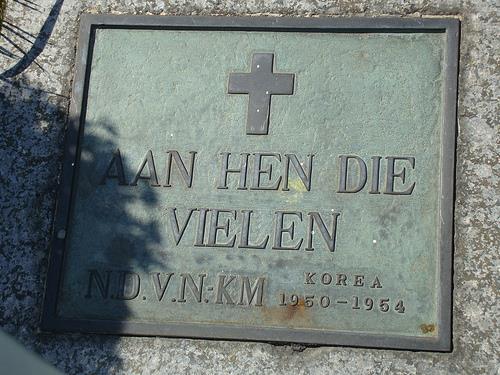 AAN HEN DIE
VIELEN
N.D.V.N.-KM
KOREA
1950-1954